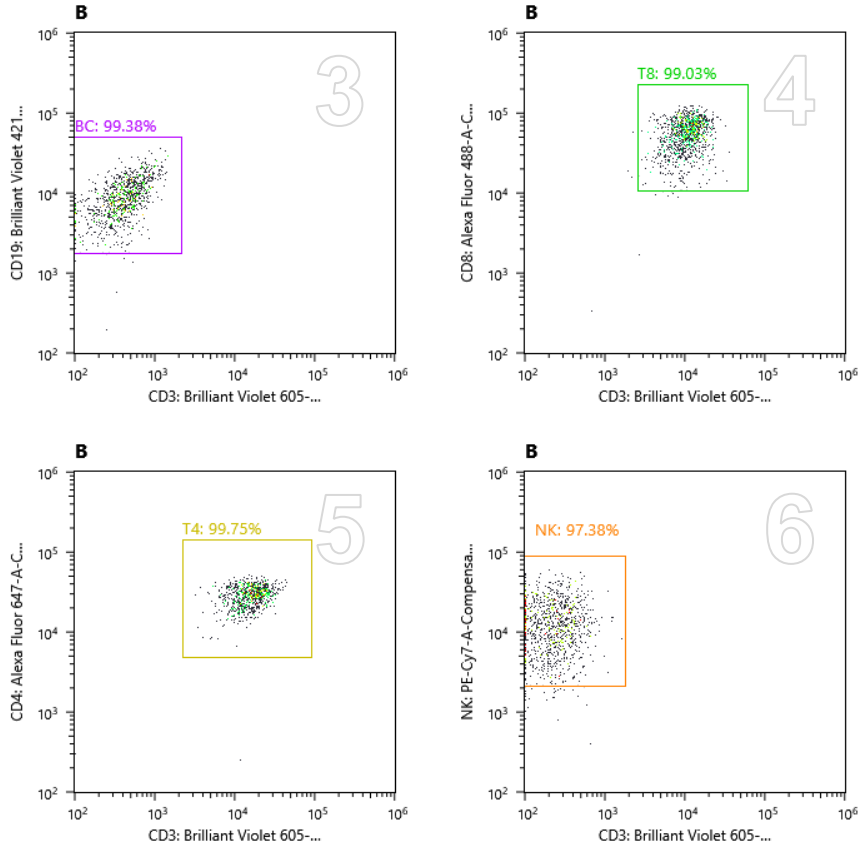 B
10⁶
3
CD19: Brilliant Violet 421...
10⁵
BC: 99.38%
10⁴
10³
10²
10² 10³ 10⁴ 10⁵ 10⁶
CD3: Brilliant Violet 605-...
B
10⁶
T8: 99.03%
4
CD8: Alexa Fluor 488-A-C...
10⁵
10⁴
10³
10²
10² 10³ 10⁴ 10⁵ 10⁶
CD3: Brilliant Violet 605-...
B
10⁶
5
T4: 99.75%
CD4: Alexa Fluor 647-A-C...
10⁵
10⁴
10³
10²
10² 10³ 10⁴ 10⁵ 10⁶
CD3: Brilliant Violet 605-...
B
10⁶
6
NK: 97.38%
NK: PE-Cy7-A-Compensa...
10⁵
10⁴
10³
10²
10² 10³ 10⁴ 10⁵ 10⁶
CD3: Brilliant Violet 605-...